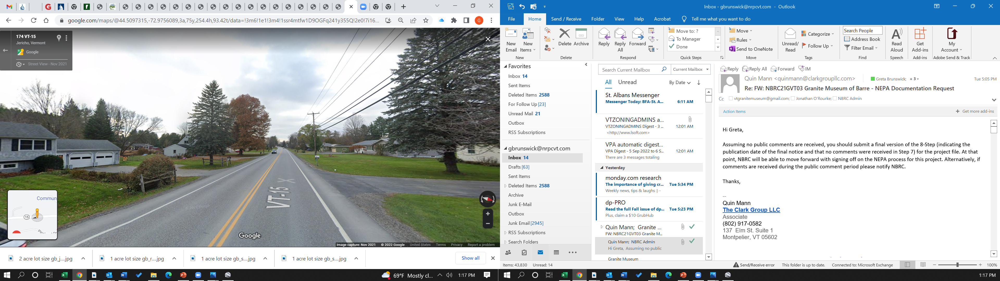 google.com/maps/@44.5097315,-72.9756089,3a,75y,254.4h,93.42t/data=!3m6!1e1!3m4!1ssr4mtfw1D9OGFq241y355SQ!2e0!7i16...
174 VT-15
Jericho, Vermont
Google
Street View - Nov 2021
VT-15
Commun
15
Google
Image capture: Nov 2021 © 2022 Google United States Terms Privacy Report a problem
2 acre lot size gb_j....jpg 1 acre lot size gb_r....jpg 1 acre lot size gb_s....jpg 1 acre lot size gb_s....jpg Show all
69°F Mostly cl... 1:17 PM
Inbox - gbrunswick@nrpcvt.com - Outlook
File Home Send / Receive Folder View Help Acrobat Tell me what you want to do
New Email New Items Delete Archive Reply Reply All Forward
Move to: ?
To Manager
Done
Move
Rules
Send to OneNote
Unread/ Read
Categorize
Follow Up
Search People
Address Book
Filter Email
Read Aloud
Get Add-ins
My Account
New Delete Respond Quick Steps Move Tags Find Speech Add-ins Adobe Send & Track
Favorites
Inbox 14
Sent Items
Deleted Items 2588
For Follow Up [23]
Unread Mail 21
Outbox
RSS Subscriptions
gbrunswick@nrpcvt.com
Inbox 14
Drafts [63]
Sent Items
Deleted Items 2588
Archive
Junk E-Mail
Outbox
Junk Email [2945]
RSS Subscriptions
Search Folders
Search Current Mailbox Current Mailbox
All Unread By Date
St. Albans Messenger
Messenger Today: BFA-St. A... 6:11 AM
VTZONINGADMINS a...
VTZONINGADMINS Digest - 3 ... 12:01 AM
<http://www.lsoft.com>
VPA automatic digest...
VPA Digest - 5 Sep 2022 to 6 S... 12:01 AM
There are 3 messages totaling
Yesterday
monday.com research
The importance of giving cr... Tue 5:34 PM
Weekly news, tips & laughs :) -
dp-PRO
Read the full Fall issue of dp... Tue 5:23 PM
Plus, claim a $10 GrubHub
Quin Mann; Granite ...
FW: NBRC21GVT03 Granite M...
Quin Mann; NBRC Admin
Hi Greta, Assuming no public
Granite Museum
Reply Reply All Forward IM
Quin Mann <quinmann@clarkgroupllc.com> Greta Brunswick; + 3 Tue 5:05 PM
Re: FW: NBRC21GVT03 Granite Museum of Barre - NEPA Documentation Request
Cc vtgranitemuseum@gmail.com; Jonathan O'Rourke; NBRC Admin
Action Items + Get more add-ins
Hi Greta,
Assuming no public comments are received, you should submit a final version of the 8-Step (indicating the
publication date of the final notice and that no comments were received in Step 7) for the project file. At that
point, NBRC will be able to move forward with signing off on the NEPA process for this project. Alternatively, if
comments are received during the public comment period please notify NBRC.
Thanks,
--
Quin Mann
The Clark Group LLC
Associate
(802) 917-0582
137 Elm St. Suite 1
Montpelier, VT 05602
Items: 43,830 Unread: 14 Send/Receive error This folder is up to date. Connected to: Microsoft Exchange 100%
1:17 PM